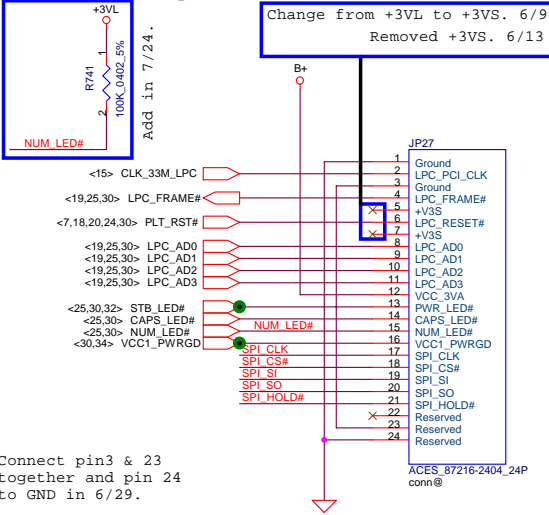 +3VL
1
R741
100K_0402_5%
2
NUM_LED#
Add in 7/24.
Change from +3VL to +3VS. 6/9
Removed +3VS. 6/13
B+
JP27
<15> CLK_33M_LPC
<19,25,30> LPC_FRAME#
<7,18,20,24,30> PLT_RST#
<19,25,30> LPC_AD0
<19,25,30> LPC_AD1
<19,25,30> LPC_AD2
<19,25,30> LPC_AD3
<25,30,32> STB_LED#
<25,30> CAPS_LED#
<25,30> NUM_LED#
<30,34> VCC1_PWRGD
NUM_LED#
SPI_CLK
SPI_CS#
SPI_SI
SPI_SO
SPI_HOLD#
1 Ground
2 LPC_PCI_CLK
3 Ground
4 LPC_FRAME#
5 +V3S
6 LPC_RESET#
7 +V3S
8 LPC_AD0
9 LPC_AD1
10 LPC_AD2
11 LPC_AD3
12 VCC_3VA
13 PWR_LED#
14 CAPS_LED#
15 NUM_LED#
16 VCC1_PWRGD
17 SPI_CLK
18 SPI_CS#
19 SPI_SI
20 SPI_SO
21 SPI_HOLD#
22 Reserved
23 Reserved
24 Reserved
ACES_87216-2404_24P
conn@
Connect pin3 & 23
together and pin 24
to GND in 6/29.